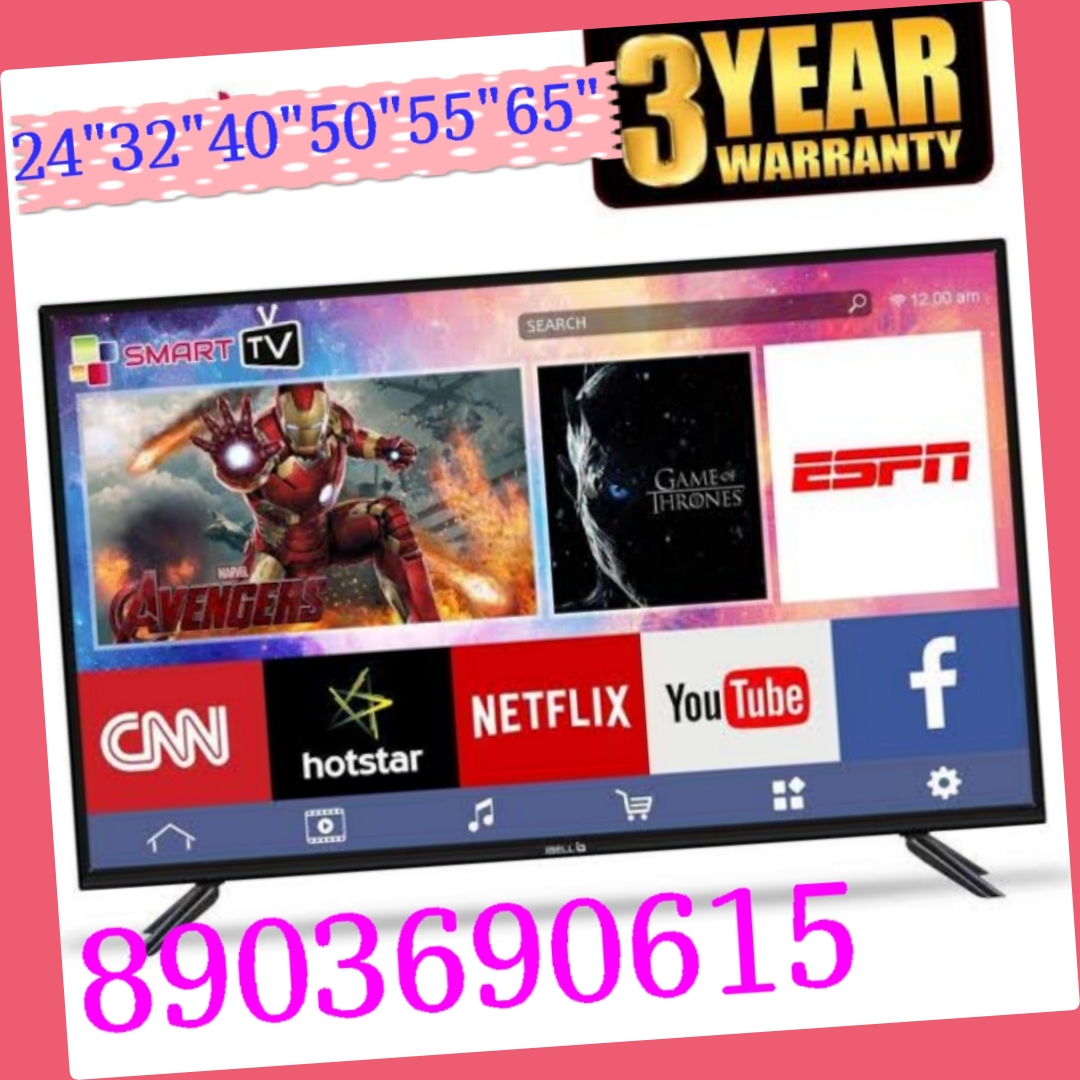 24"32"40"50"55"65"
3 YEAR
WARRANTY
SMART TV
SEARCH
12.00 am
MARVEL
AVENGERS
GAME OF
THRONES
ESPN
CNN
hotstar
NETFLIX
YouTube
f
iBELL b
8903690615